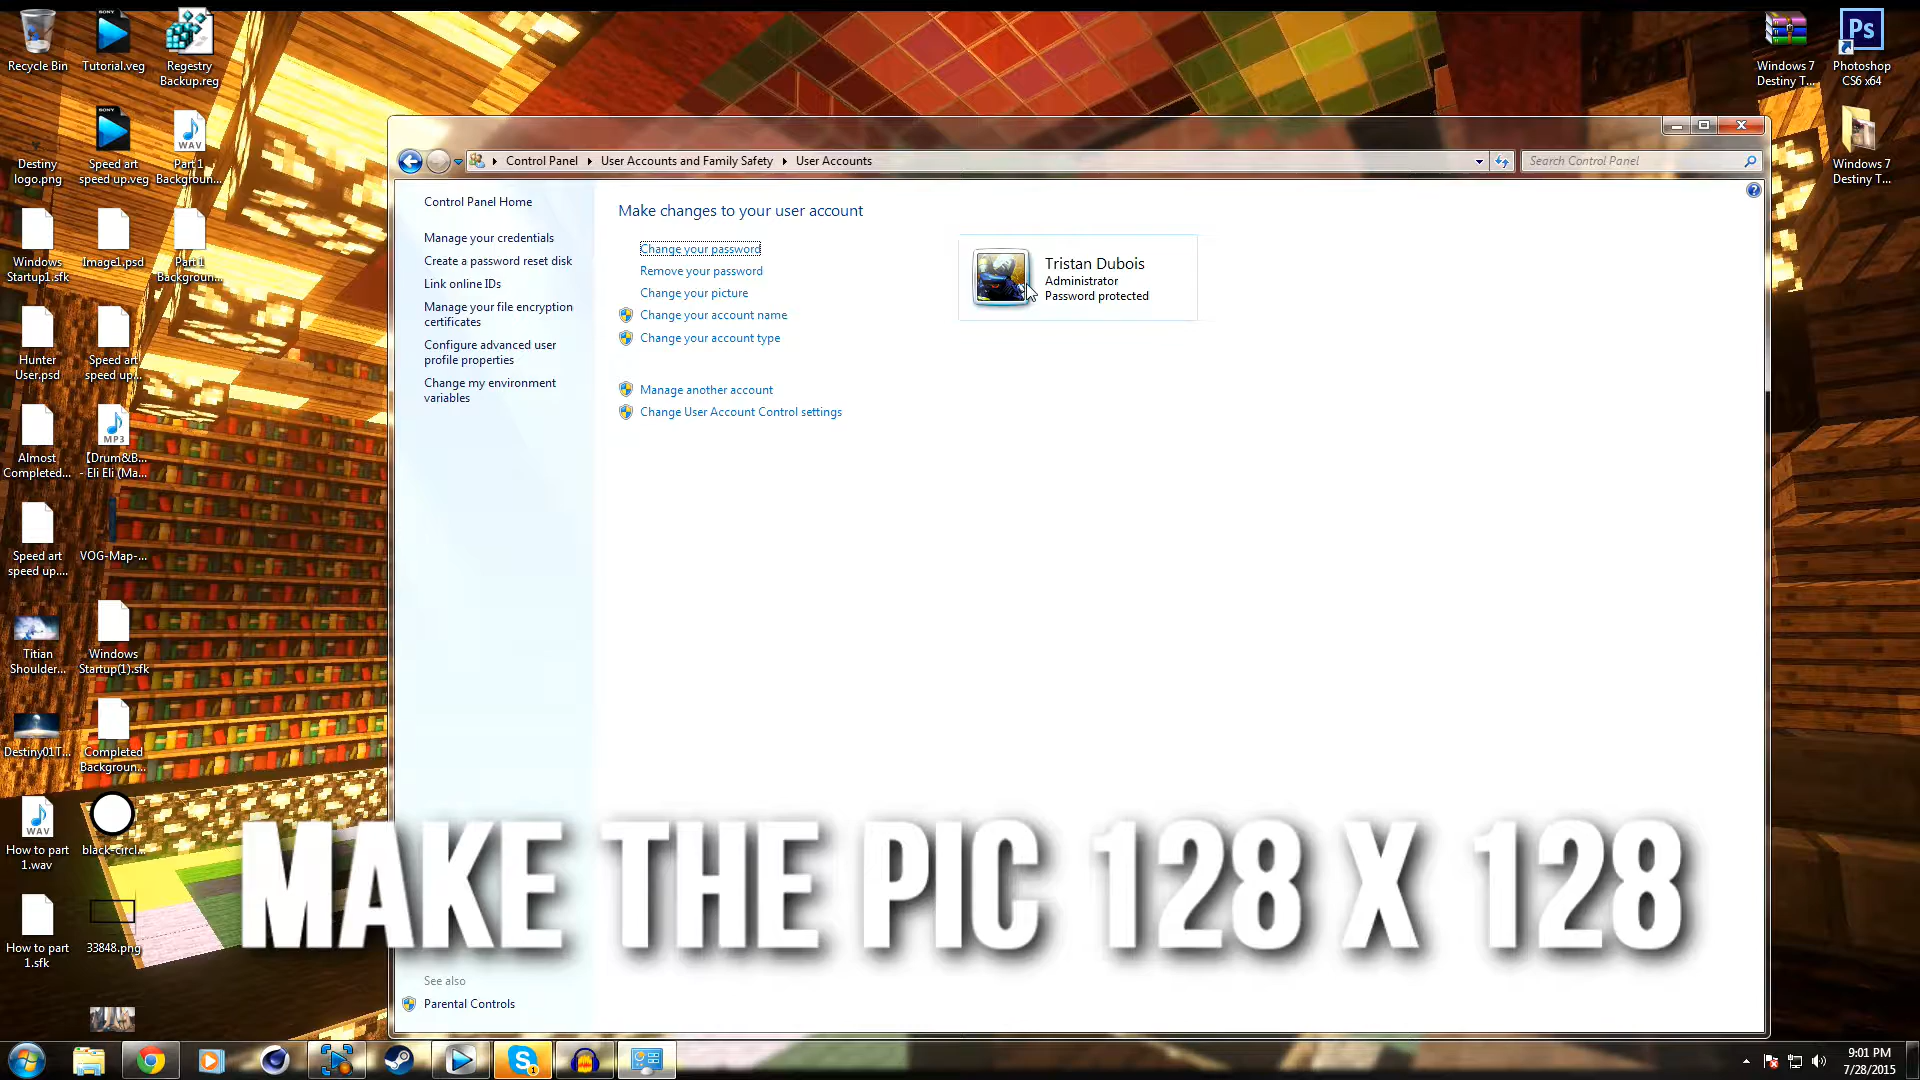 Recycle Bin
Tutorial.veg
Regestry
Backup.reg
Destiny
logo.png
Speed art
speed up.veg
Part 1
Backgroun...
Windows
Startup1.sfk
Image1.psd
Part 1
Backgroun...
Hunter
User.psd
Speed art
speed up...
Almost
Completed...
MP3
【Drum&B...
- Eli Eli (Ma...
Speed art
speed up....
VOG-Map-...
Titian
Shoulder...
Windows
Startup(1).sfk
Destiny01T...
Completed
Backgroun...
WAV
How to part
1.wav
black-circl...
How to part
1.sfk
33848.png
Windows 7
Destiny T...
Ps
Photoshop
CS6 x64
Windows 7
Destiny T...
Control Panel
User Accounts and Family Safety
User Accounts
Search Control Panel
Control Panel Home
Manage your credentials
Create a password reset disk
Link online IDs
Manage your file encryption
certificates
Configure advanced user
profile properties
Change my environment
variables
Make changes to your user account
Change your password
Remove your password
Change your picture
Change your account name
Change your account type
Manage another account
Change User Account Control settings
Tristan Dubois
Administrator
Password protected
MAKE THE PIC 128 X 128
See also
Parental Controls
9:01 PM
7/28/2015